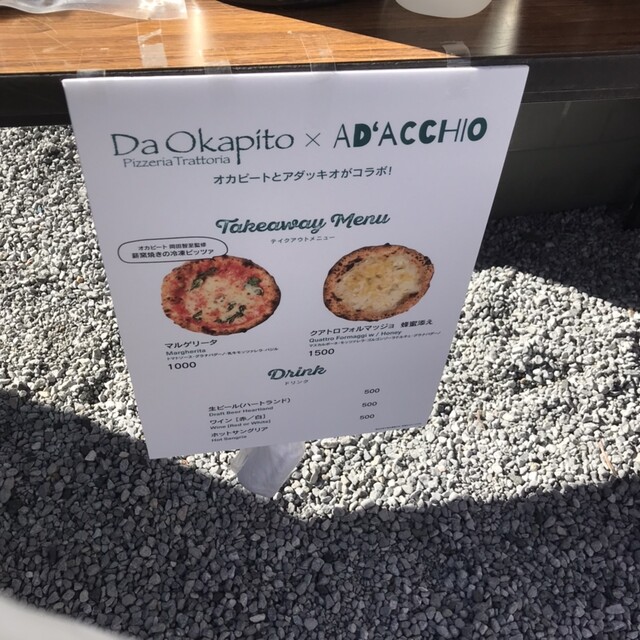 Da Okapito × AD'ACCHIO
Pizzeria Trattoria
オカピートとアダッキオがコラボ!
Takeaway Menu
テイクアウトメニュー
オカピート 岡田智至監修
薪窯焼きの冷凍ピッツァ
マルゲリータ
Margherita
1000
クアトロフォルマッジョ 蜂蜜添え
Quattro Formaggi w / Honey
1500
Drink
ドリンク
生ビール(ハートランド) 500
Draft Beer Heartland
ワイン (赤/白) 500
Wine (Red or White)
ホットサングリア 500
Hot Sangria